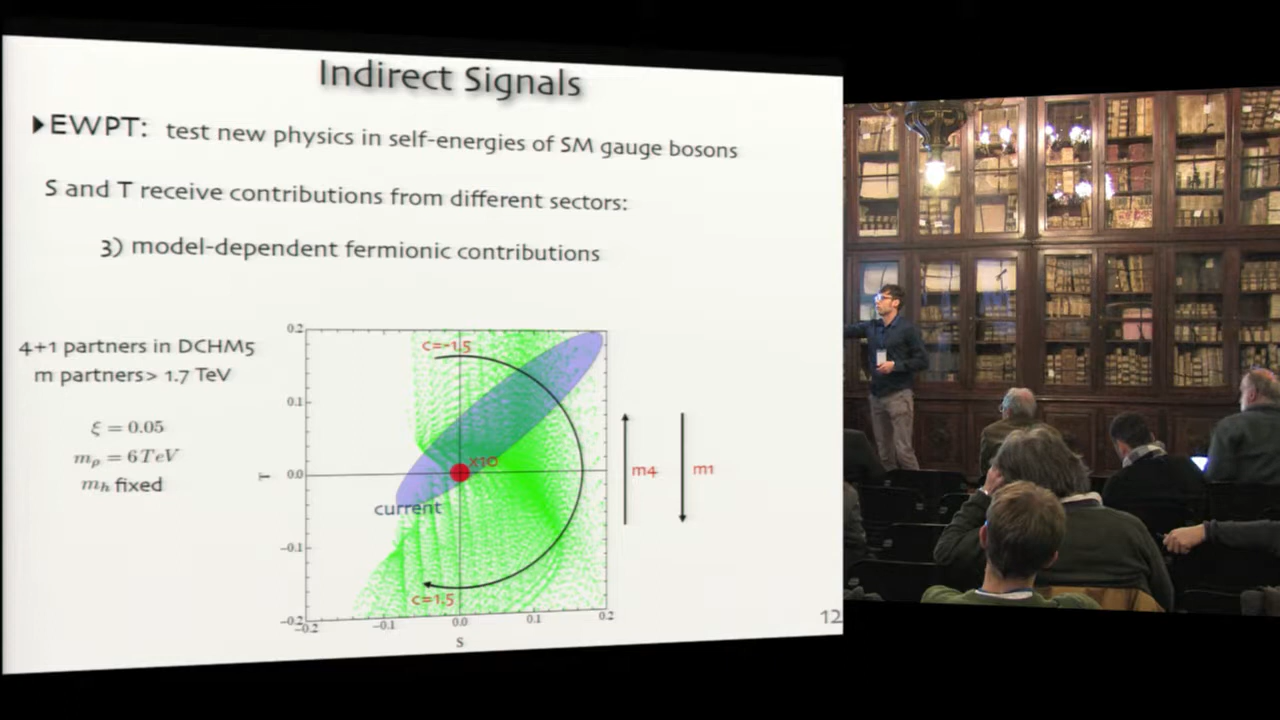 Indirect Signals
EWPT: test new physics in self-energies of SM gauge bosons
S and T receive contributions from different sectors:
3) model-dependent fermionic contributions
4+1 partners in DCHM5
m partners> 1.7 TeV
ξ = 0.05
mρ = 6TeV
mh fixed
0.2
0.1
0.0
-0.1
-0.2
T
c=-1.5
x10
current
c=1.5
m4
m1
-0.2
-0.1
0.0
0.1
0.2
S
12